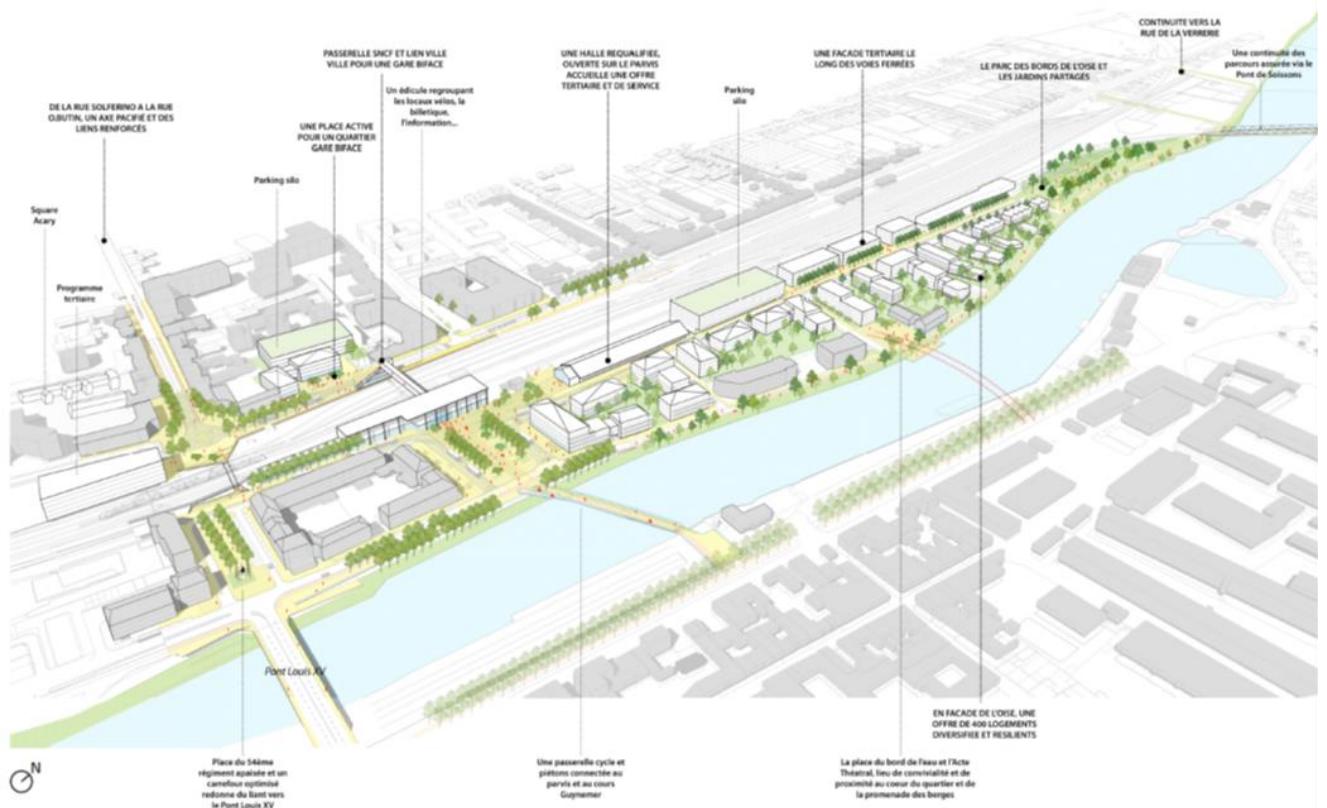 CONTINUITE VERS LA
RUE DE LA VERRERIE
Une continuité des
parcours assurée via le
Pont de Soissons
PASSERELLE SNCF ET LIEN VILLE
VILLE POUR UNE GARE BIFACE
UNE HALLE REQUALIFIEE,
OUVERTE SUR LE PARVIS
ACCUEILLE UNE OFFRE
TERTIAIRE ET DE SERVICE
UNE FACADE TERTIAIRE LE
LONG DES VOIES FERRÉES
LE PARC DES BORDS DE L'OISE ET
LES JARDINS PARTAGÉS
Un édicule regroupant
les locaux vélos, la
billetique,
l'information...
Parking
silo
DE LA RUE SOLFERINO A LA RUE
O.BUTIN, UN AXE PACIFIÉ ET DES
LIENS RENFORCÉS
UNE PLACE ACTIVE
POUR UN QUARTIER
GARE BIFACE
Parking silo
Square
Acary
Programme
tertiaire
Pont Louis XV
EN FACADE DE L'OISE, UNE
OFFRE DE 400 LOGEMENTS
DIVERSIFIE ET RESILIENTS
N
Place du 54ème
régiment apaisée et un
carrefour optimisé
redonne du liant vers
le Pont Louis XV
Une passerelle cycle et
piétons connectée au
parvis et au cours
Guynemer
La place du bord de l'eau et l'Acte
Théatral, lieu de convivialité et de
proximité au coeur du quartier et de
la promenade des berges